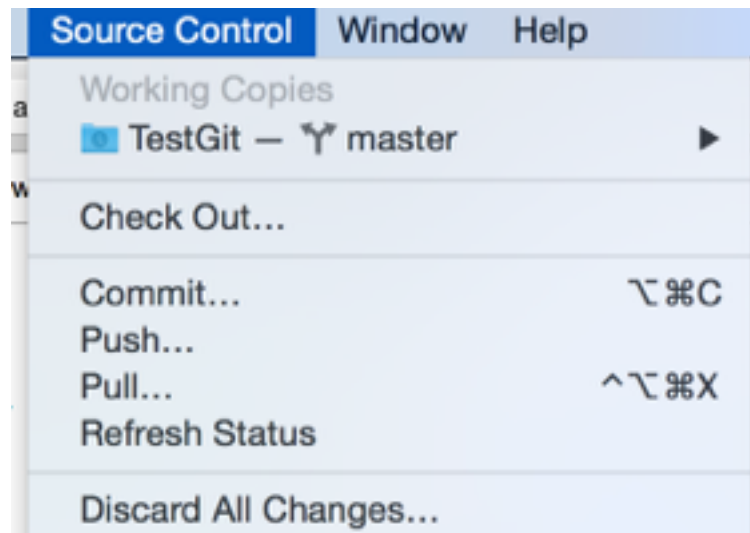 Source Control Window Help
Working Copies
TestGit — master
Check Out...
Commit... ⌥⌘C
Push...
Pull... ^⌥⌘X
Refresh Status
Discard All Changes...